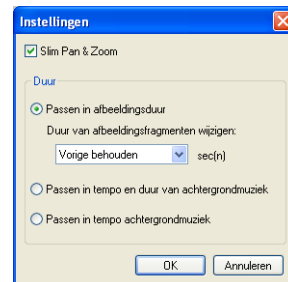 Instellingen
Slim Pan & Zoom
Duur
Passen in afbeeldingsduur
Duur van afbeeldingsfragmenten wijzigen:
Vorige behouden sec(n)
Passen in tempo en duur van achtergrondmuziek
Passen in tempo achtergrondmuziek
OK Annuleren